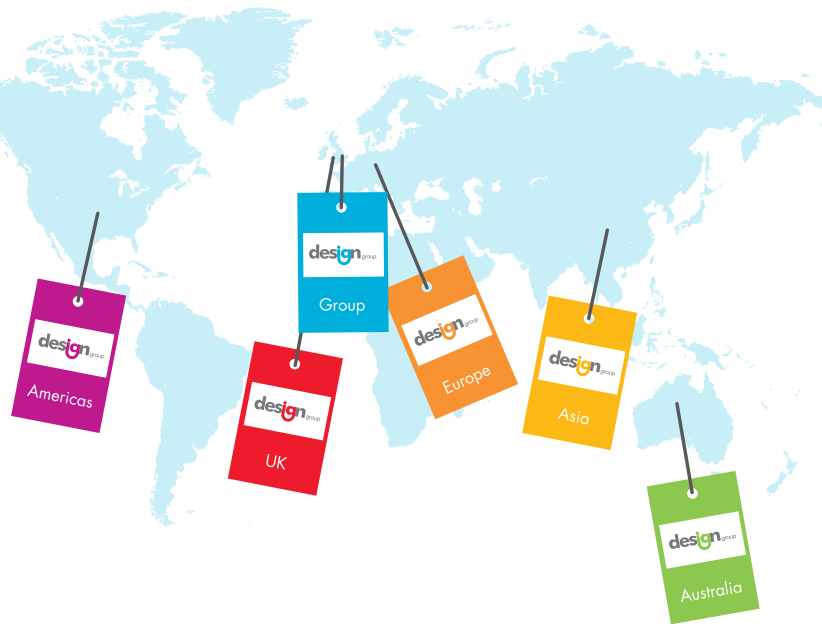 design group
Group
design group
Europe
design group
Americas
design group
UK
design group
Asia
design group
Australia